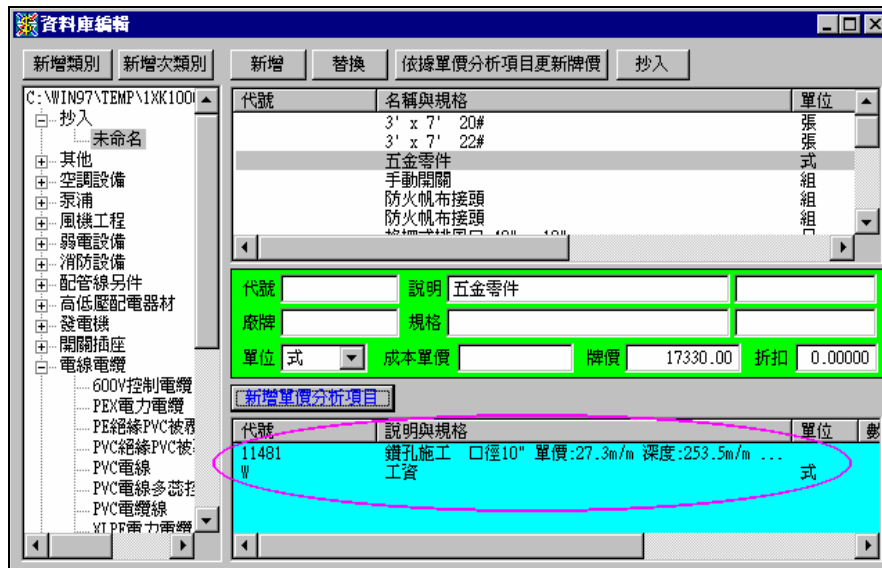 資料庫編輯
新增類別 新增次類別 新增 替換 依據單價分析項目更新牌價 抄入
C:\WIN97\TEMP\1XK100
抄入
未命名
其他
空調設備
泵浦
風機工程
弱電設備
消防設備
配管線另件
高低壓配電器材
發電機
開關插座
電線電纜
600V控制電纜
PEX電力電纜
PE絕緣PVC被覆
PVC絕緣PVC被
PVC電線
PVC電線多蕊控
PVC電纜線
XLPE電力電纜
代號 名稱與規格 單位
3' x 7' 20# 張
3' x 7' 22# 張
五金零件 式
手動開關 組
防火帆布接頭 組
防火帆布接頭 組
代號 說明 五金零件
廠牌 規格
單位 式 成本單價 牌價 17330.00 折扣 0.00000
新增單價分析項目
代號 說明與規格 單位 數
11481 鑽孔施工 口徑10" 單價:27.3m/m 深度:253.5m/m ...
W 工資 式